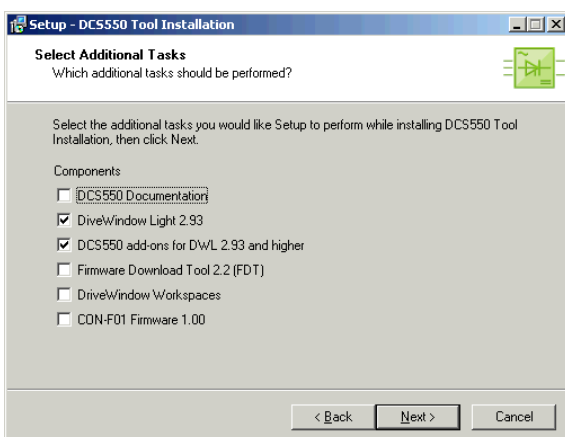 Setup - DCS550 Tool Installation
Select Additional Tasks
Which additional tasks should be performed?
Select the additional tasks you would like Setup to perform while installing DCS550 Tool
Installation, then click Next.
Components
DCS550 Documentation
DiveWindow Light 2.93
DCS550 add-ons for DWL 2.93 and higher
Firmware Download Tool 2.2 (FDT)
DriveWindow Workspaces
CON-F01 Firmware 1.00
< Back Next > Cancel